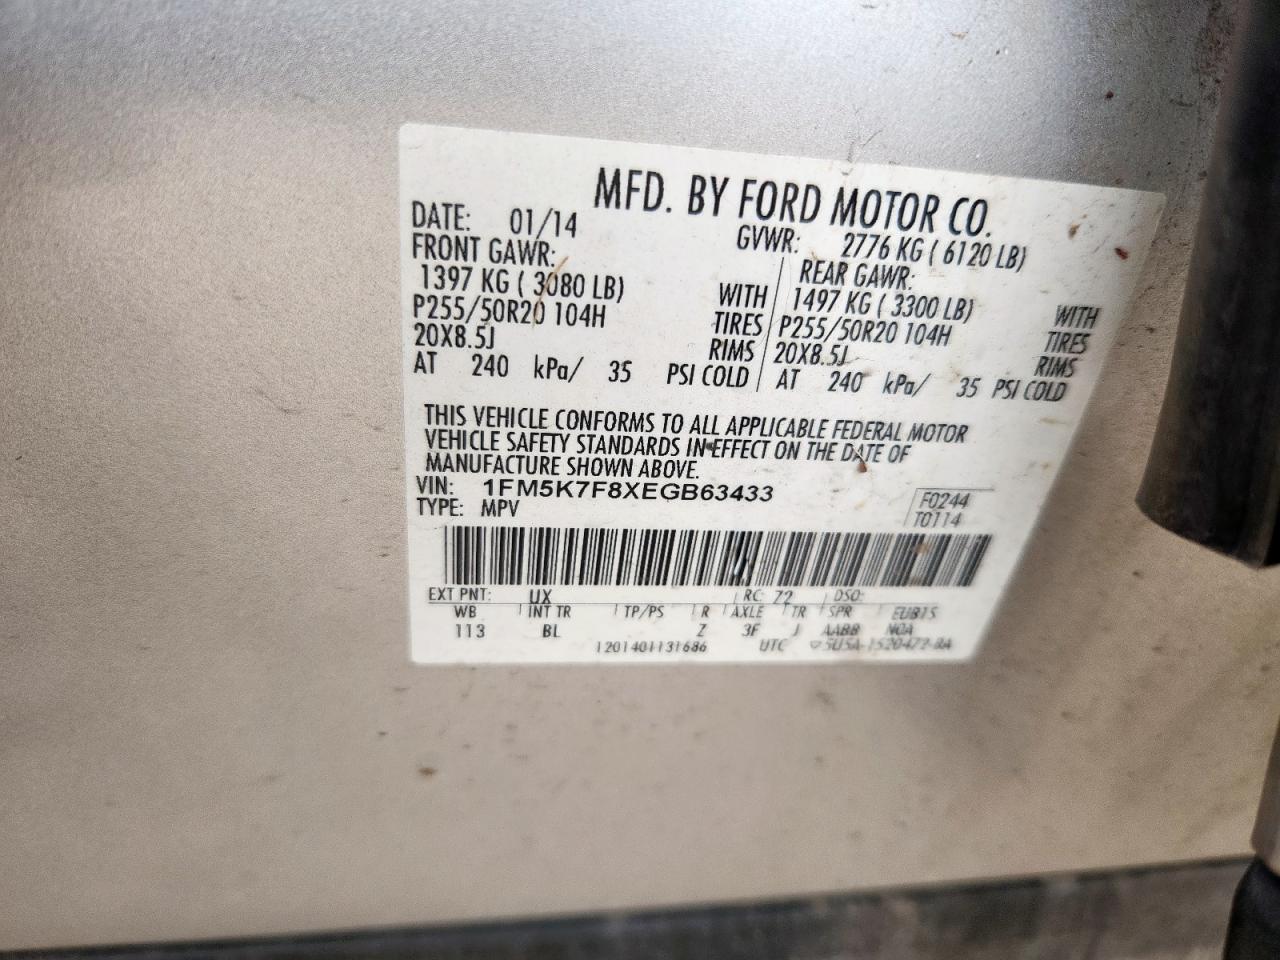 MFD. BY FORD MOTOR CO.
DATE: 01/14 GVWR: 2776 KG ( 6120 LB)
FRONT GAWR: REAR GAWR:
1397 KG ( 3080 LB) WITH 1497 KG ( 3300 LB) WITH
P255/50R20 104H TIRES P255/50R20 104H TIRES
20X8.5J RIMS 20X8.5J RIMS
AT 240 kPa/ 35 PSI COLD AT 240 kPa/ 35 PSI COLD
THIS VEHICLE CONFORMS TO ALL APPLICABLE FEDERAL MOTOR
VEHICLE SAFETY STANDARDS IN EFFECT ON THE DATE OF
MANUFACTURE SHOWN ABOVE.
VIN: 1FM5K7F8XEGB63433 F0244
TYPE: MPV T0114
EXT PNT: UX RC: 72 DSO:
WB INT TR TP/PS R AXLE TR SPR EUB15
113 BL Z 3F J AABB NOA
1201401131686 UTC 5U5A-1520472-BA